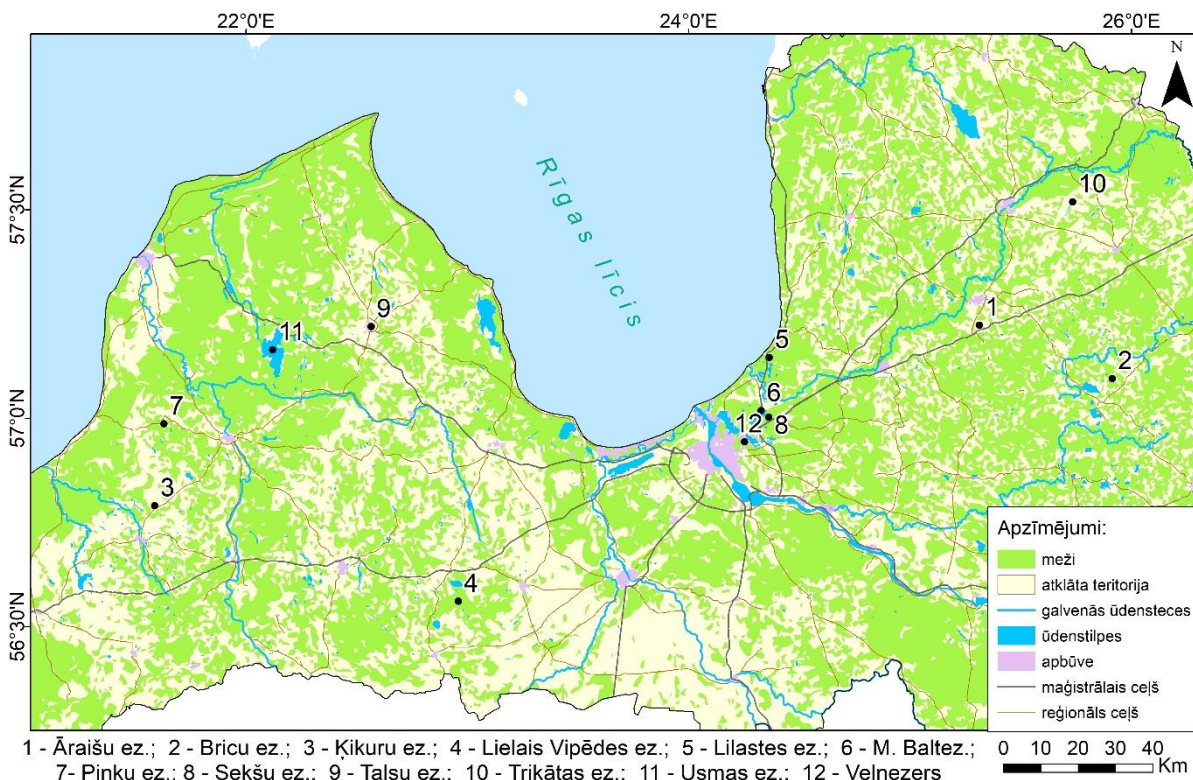 22°0'E 24°0'E 26°0'E
N
57°30'N
57°0'N
56°30'N
Rīgas līcis
10
9
1
11
5
2
6
7
8
12
3
4
Apzīmējumi:
meži
atklāta teritorija
galvenās ūdensteces
ūdenstilpes
apbūve
maģistrālais ceļš
reģionāls ceļš
1 - Āraišu ez.; 2 - Bricu ez.; 3 - Ķikuru ez.; 4 - Lielais Vipēdes ez.; 5 - Lilastes ez.; 6 - M. Baltez.;
7- Pinku ez.; 8 - Sekšu ez. 9 - Talsu ez.; 10 - Trikātas ez.; 11 - Usmas ez.; 12 - Velnezers
0 10 20 30 40
Km